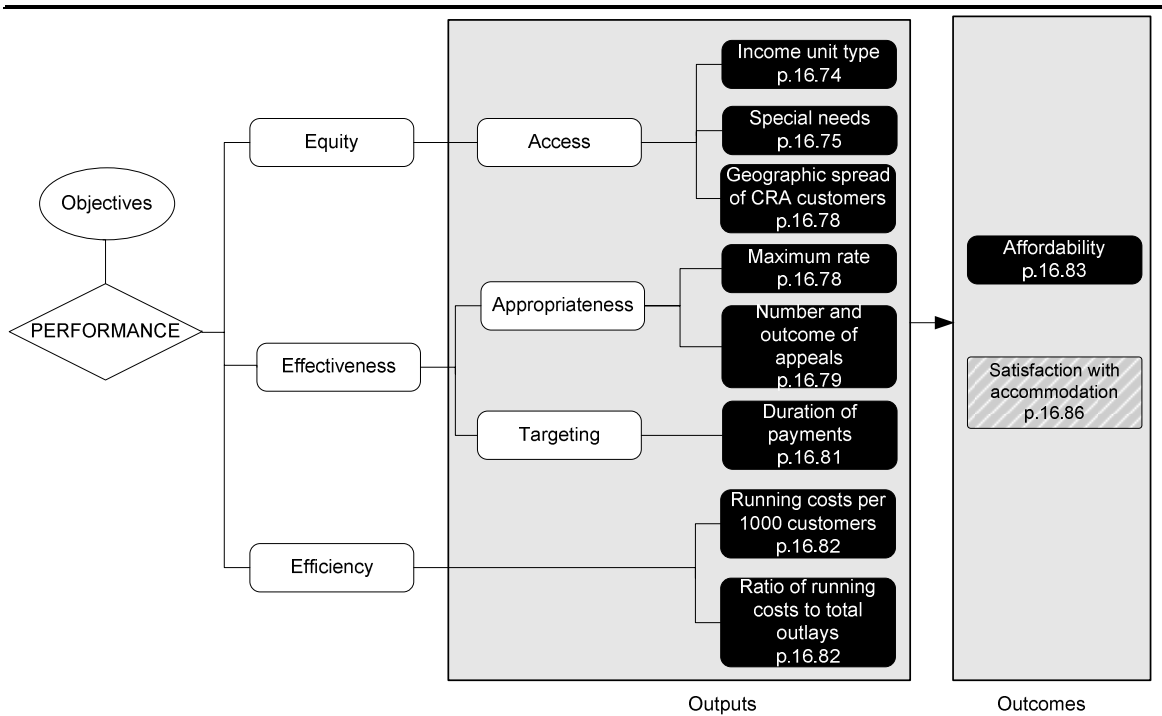 Objectives
PERFORMANCE
Equity
Effectiveness
Efficiency
Access
Appropriateness
Targeting
Income unit type
p.16.74
Special needs
p.16.75
Geographic spread
of CRA customers
p.16.78
Maximum rate
p.16.78
Number and
outcome of
appeals
p.16.79
Duration of
payments
p.16.81
Running costs per
1000 customers
p.16.82
Ratio of running
costs to total
outlays
p.16.82
Outputs
Affordability
p.16.83
Satisfaction with
accommodation
p.16.86
Outcomes